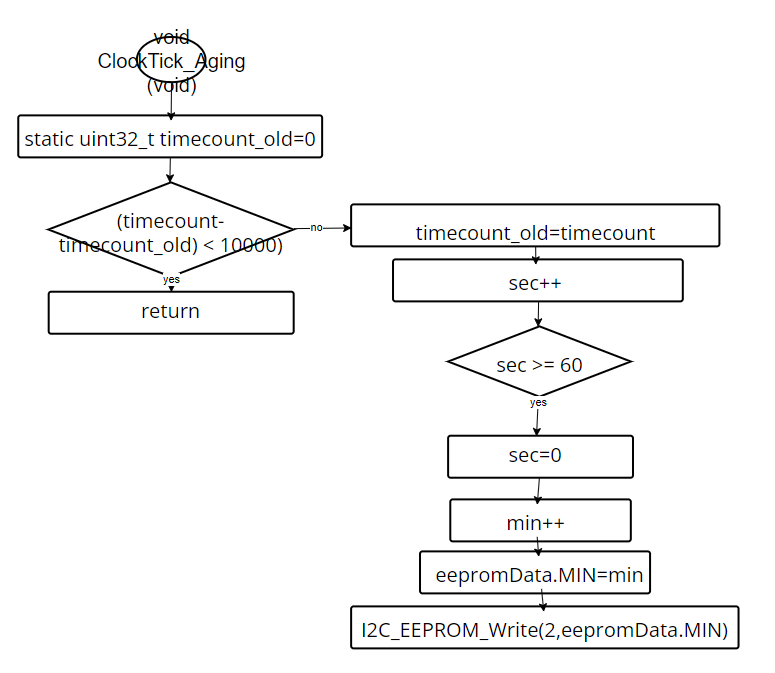 void
ClockTick_Aging
(void)
static uint32_t timecount_old=0
(timecount-
timecount_old) < 10000)
no
timecount_old=timecount
yes
return
sec++
sec >= 60
yes
sec=0
min++
eepromData.MIN=min
I2C_EEPROM_Write(2,eepromData.MIN)